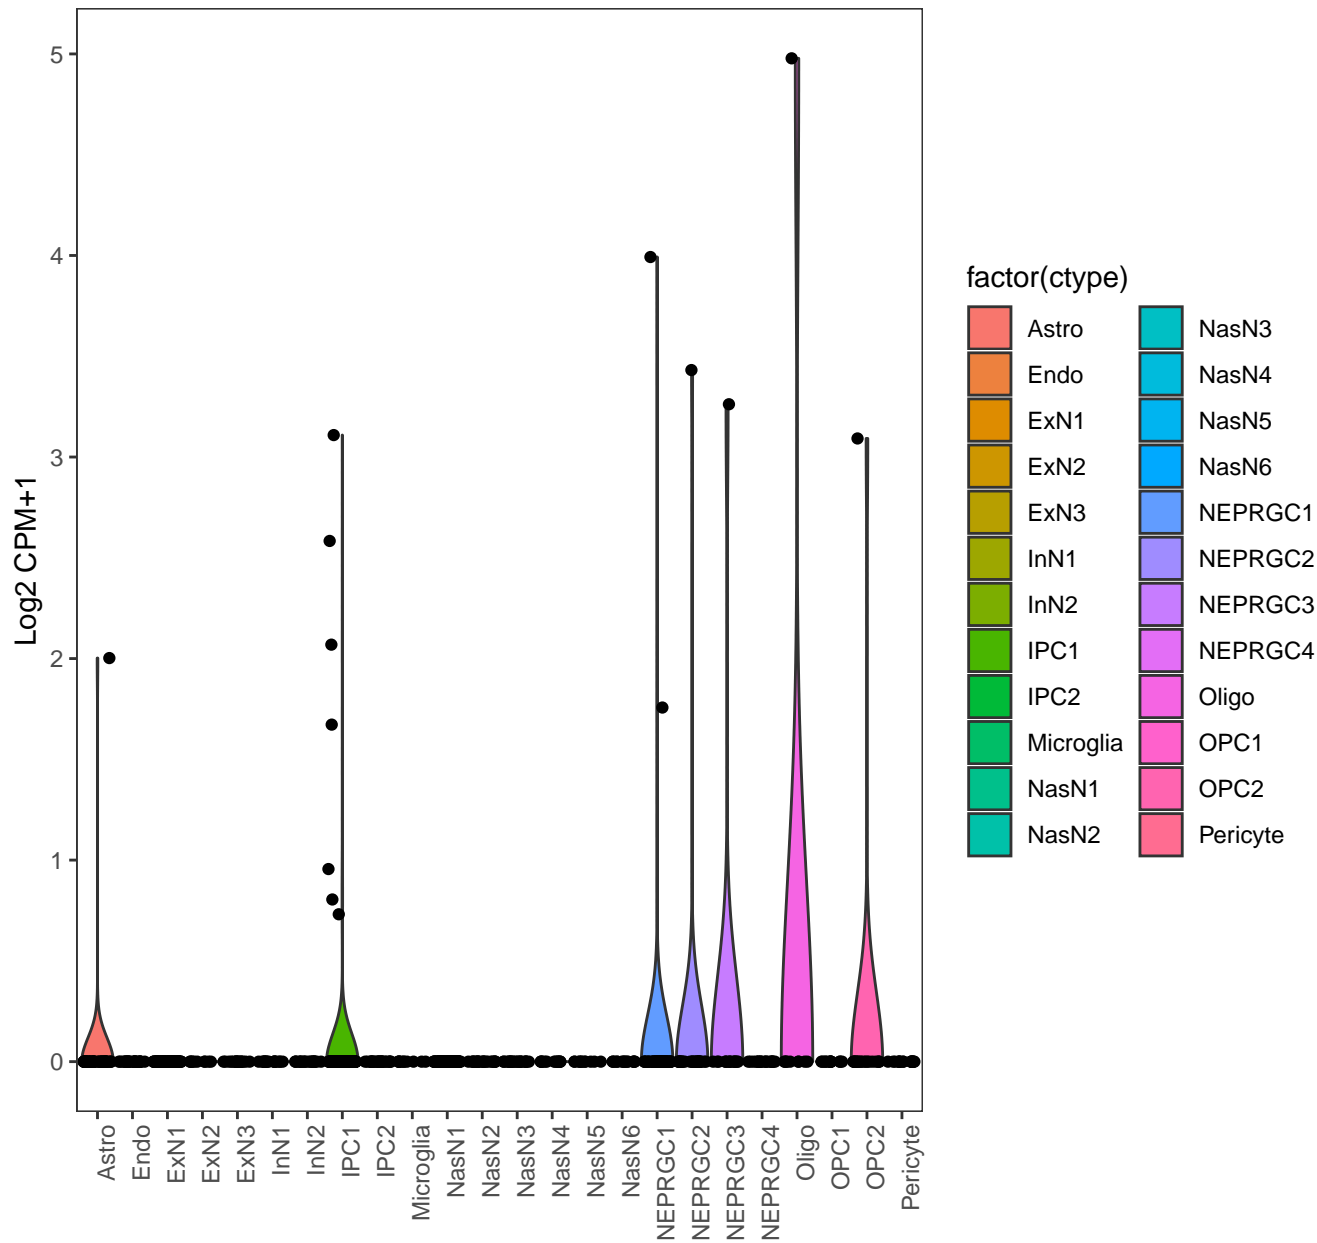 Log2 CPM+1
5
4
3
2
1
0
Astro
Endo
ExN1
ExN2
ExN3
InN1
InN2
IPC1
IPC2
Microglia
NasN1
NasN2
NasN3
NasN4
NasN5
NasN6
NEPRGC1
NEPRGC2
NEPRGC3
NEPRGC4
Oligo
OPC1
OPC2
Pericyte
factor(ctype)
Astro
Endo
ExN1
ExN2
ExN3
InN1
InN2
IPC1
IPC2
Microglia
NasN1
NasN2
NasN3
NasN4
NasN5
NasN6
NEPRGC1
NEPRGC2
NEPRGC3
NEPRGC4
Oligo
OPC1
OPC2
Pericyte